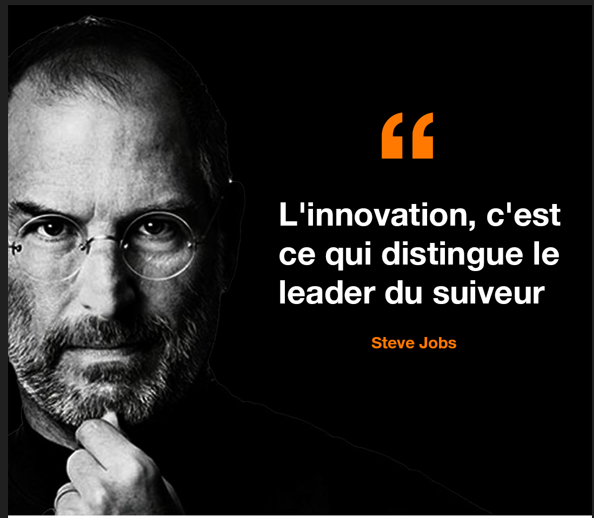 “
L'innovation, c'est
ce qui distingue le
leader du suiveur
Steve Jobs